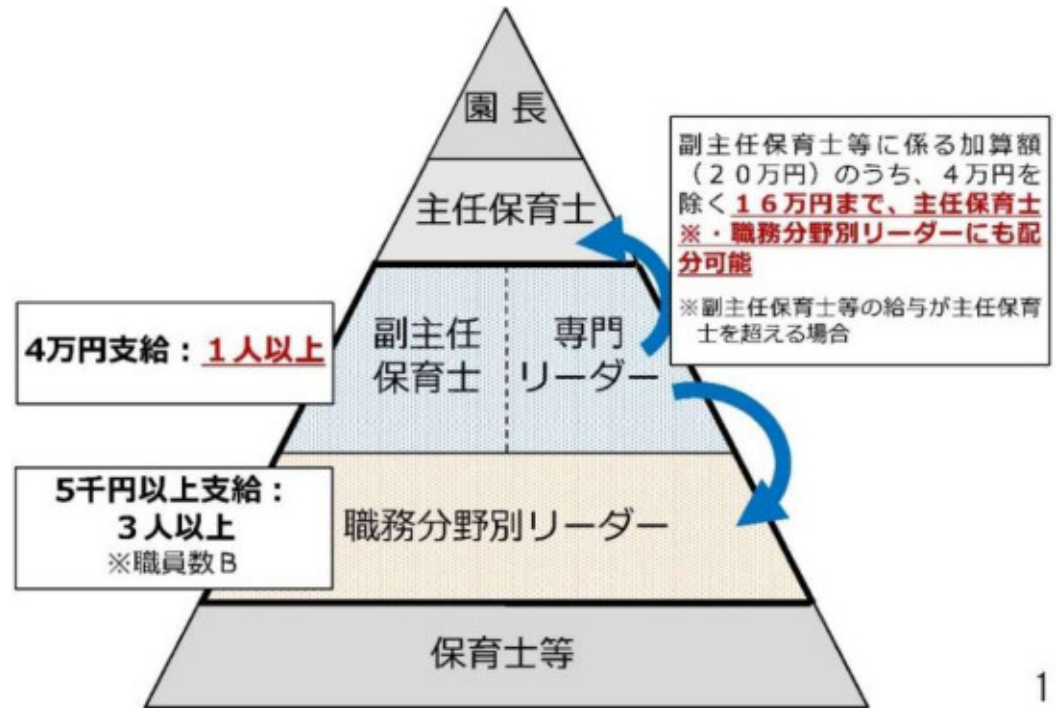 園 長
主任保育士
副主任保育士等に係る加算額
（２０万円）のうち、４万円を
除く１６万円まで、主任保育士
※・職務分野別リーダーにも配
分可能
※副主任保育士等の給与が主任保育
士を超える場合
4万円支給：１人以上
副主任
保育士
専門
リーダー
5千円以上支給：
３人以上
※職員数Ｂ
職務分野別リーダー
保育士等
1